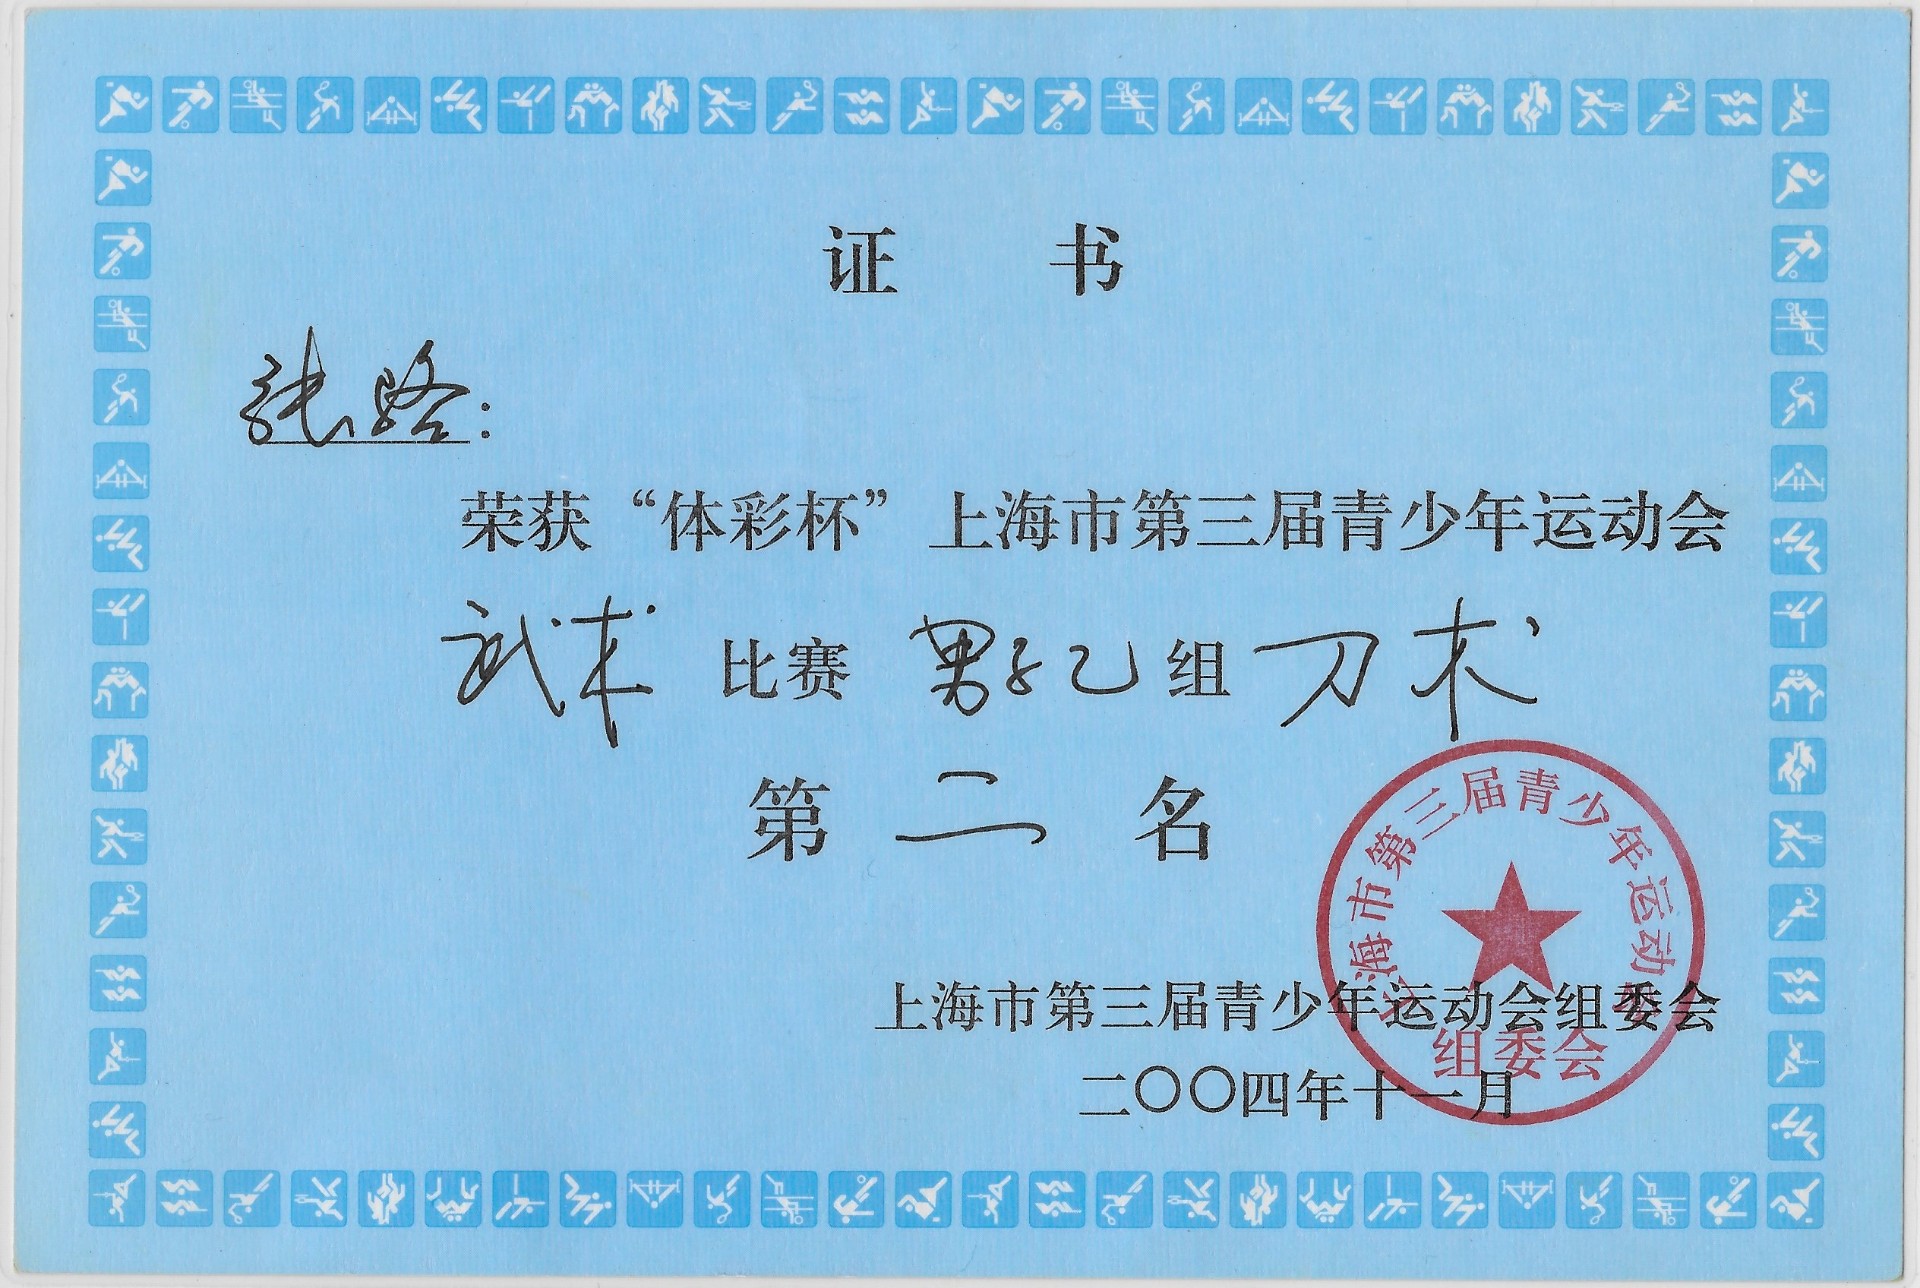 证 书
张路：
荣获“体彩杯”上海市第三届青少年运动会
武术 比赛 男子乙 组 刀术
第 二 名
上海市第三届青少年运动会组委会
二〇〇四年十一月
上海市第三届青少年运动会
组委会